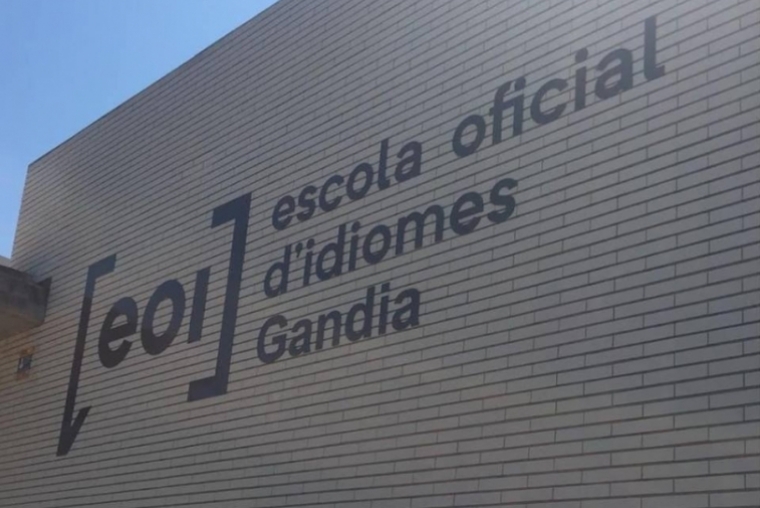 [eoi]
escola oficial
d'idiomes
Gandia